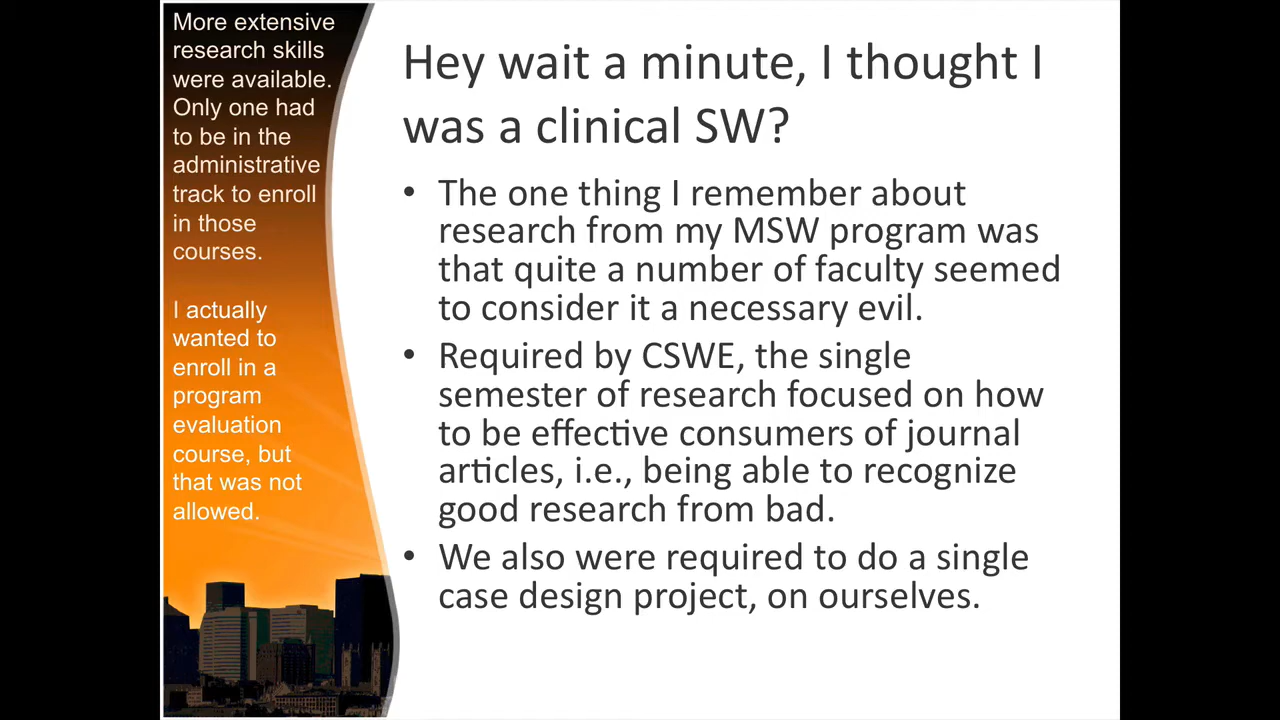 More extensive
research skills
were available.
Only one had
to be in the
administrative
track to enroll
in those
courses.
I actually
wanted to
enroll in a
program
evaluation
course, but
that was not
allowed.
Hey wait a minute, I thought I
was a clinical SW?
• The one thing I remember about
research from my MSW program was
that quite a number of faculty seemed
to consider it a necessary evil.
• Required by CSWE, the single
semester of research focused on how
to be effective consumers of journal
articles, i.e., being able to recognize
good research from bad.
• We also were required to do a single
case design project, on ourselves.